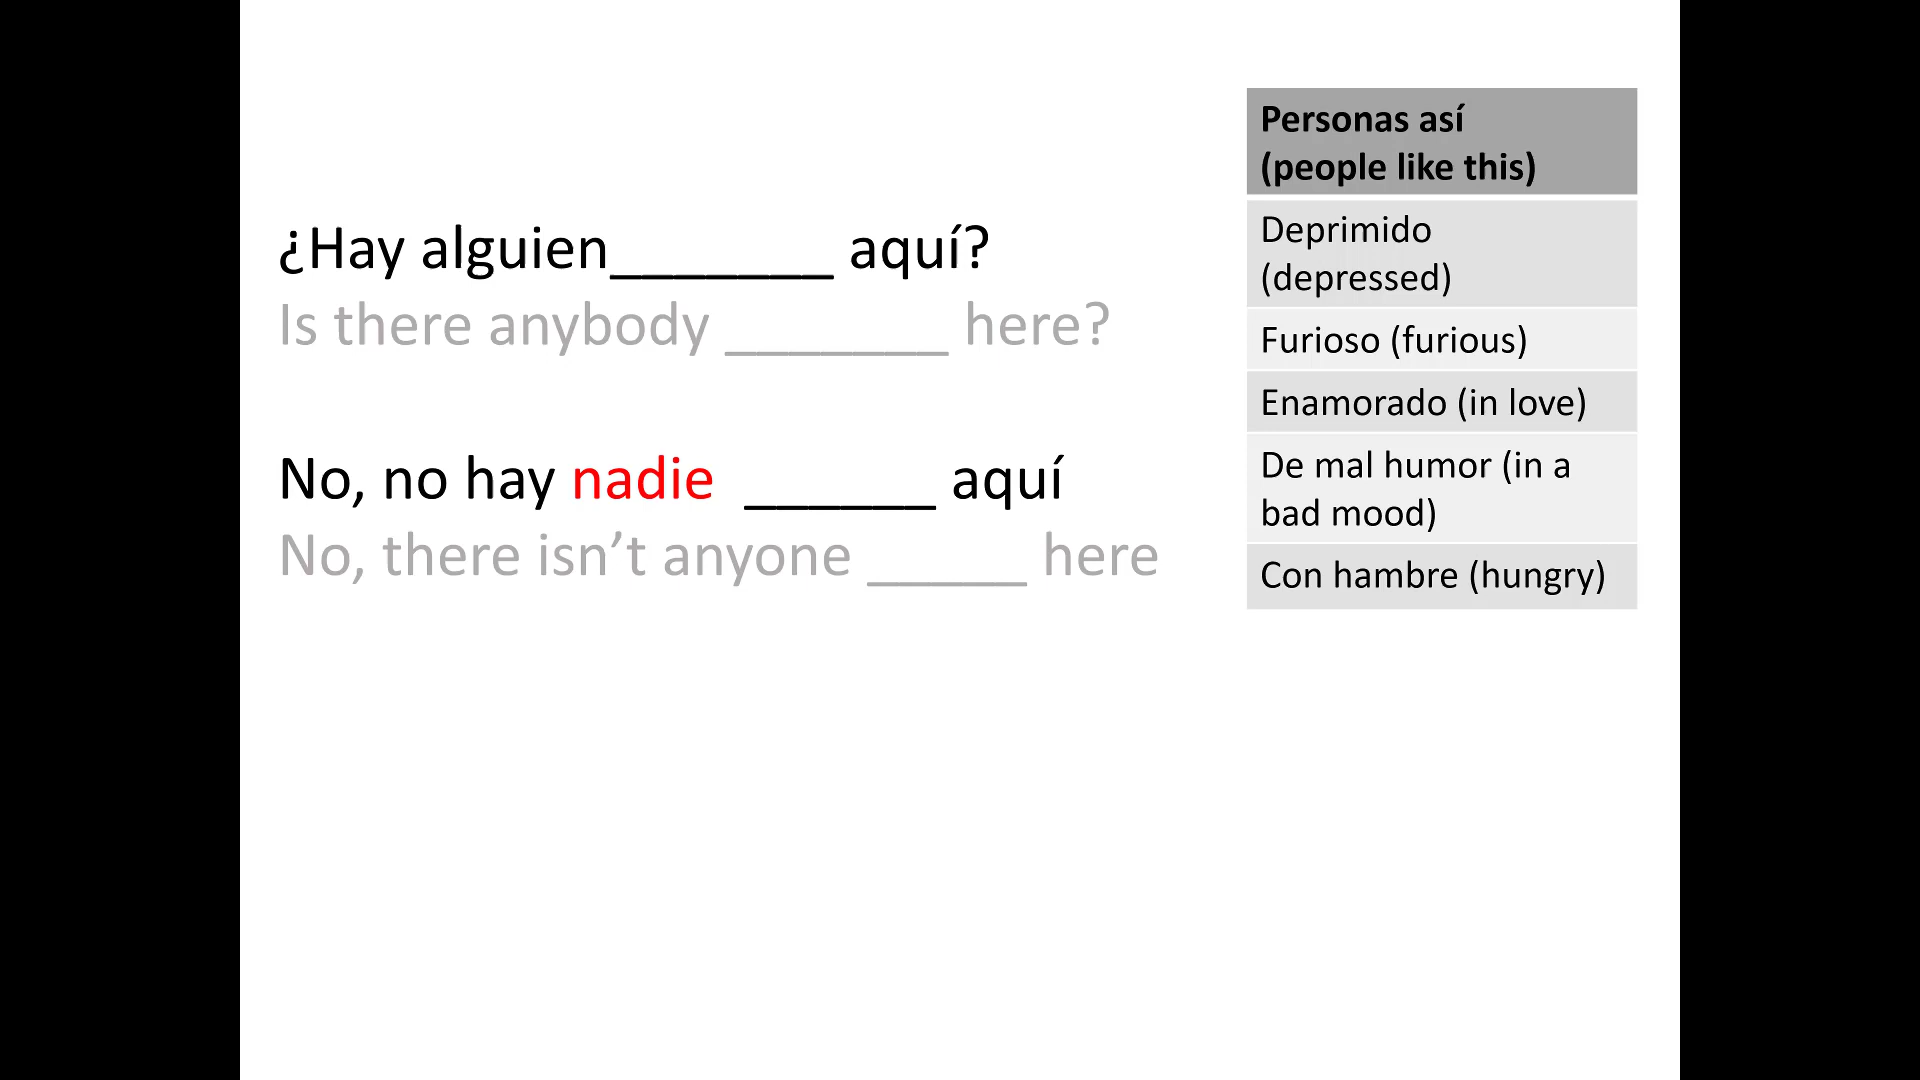 ¿Hay alguien_______ aquí?
Is there anybody _______ here?
No, no hay nadie ______ aquí
No, there isn’t anyone _____ here
Personas así
(people like this)
Deprimido
(depressed)
Furioso (furious)
Enamorado (in love)
De mal humor (in a
bad mood)
Con hambre (hungry)